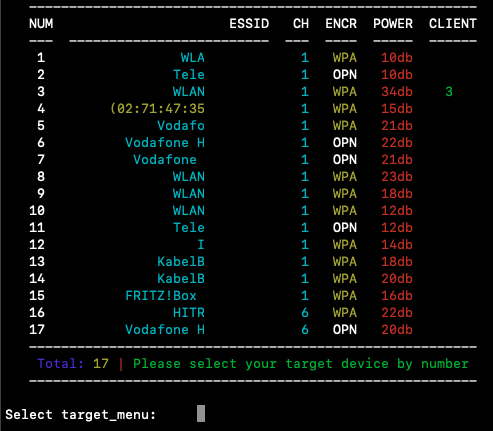 NUM ESSID CH ENCR POWER CLIENT
1 WLA 1 WPA 10db
2 Tele 1 OPN 10db
3 WLAN 1 WPA 34db 3
4 (02:71:47:35 1 WPA 15db
5 Vodafo 1 WPA 21db
6 Vodafone H 1 OPN 22db
7 Vodafone 1 OPN 21db
8 WLAN 1 WPA 23db
9 WLAN 1 WPA 18db
10 WLAN 1 WPA 12db
11 Tele 1 OPN 12db
12 I 1 WPA 14db
13 KabelB 1 WPA 18db
14 KabelB 1 WPA 20db
15 FRITZ!Box 1 WPA 16db
16 HITR 6 WPA 22db
17 Vodafone H 6 OPN 20db
Total: 17 | Please select your target device by number
Select target_menu: